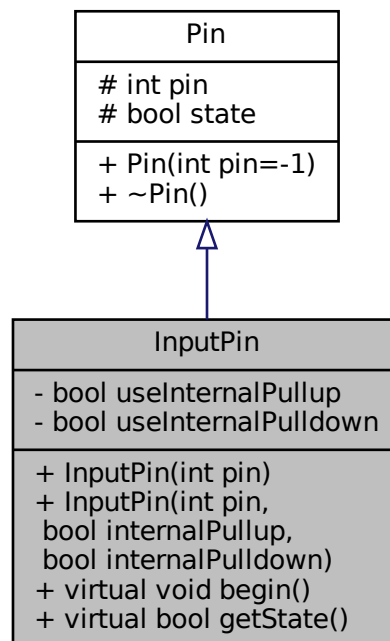 Pin
# int pin
# bool state
+ Pin(int pin=-1)
+ ~Pin()
InputPin
- bool useInternalPullup
- bool useInternalPulldown
+ InputPin(int pin)
+ InputPin(int pin,
bool internalPullup,
bool internalPulldown)
+ virtual void begin()
+ virtual bool getState()